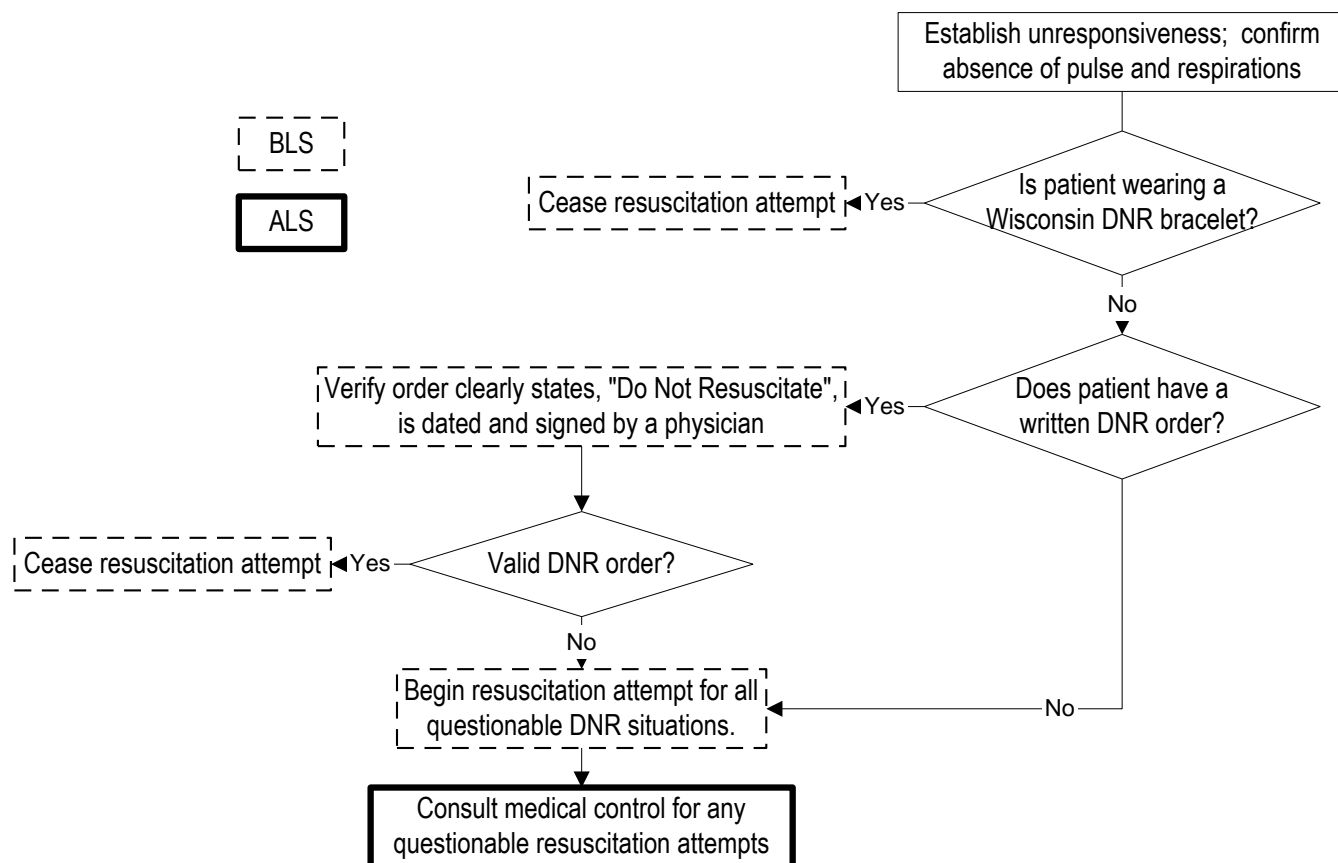 Establish unresponsiveness;  confirm
absence of pulse and respirations
BLS
ALS
Is patient wearing a
Wisconsin DNR bracelet?
Yes
Cease resuscitation attempt
No
Does patient have a
written DNR order?
Yes
Verify order clearly states, "Do Not Resuscitate",
is dated and signed by a physician
Valid DNR order?
Yes
Cease resuscitation attempt
No
Begin resuscitation attempt for all
questionable DNR situations.
No
Consult medical control for any
questionable resuscitation attempts